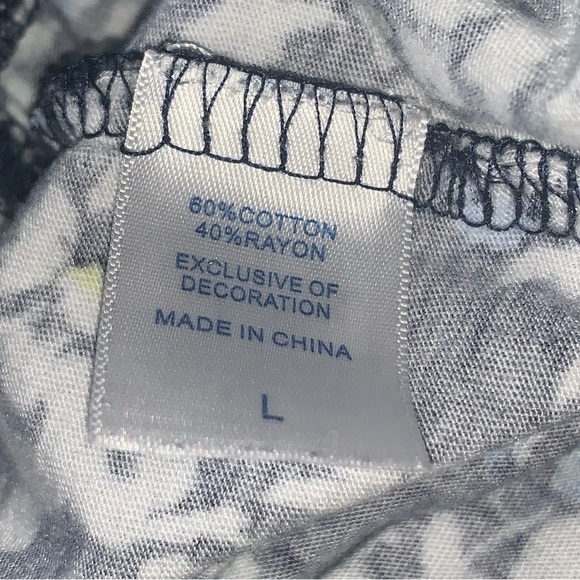 60%COTTON
40%RAYON
EXCLUSIVE OF
DECORATION
MADE IN CHINA
L